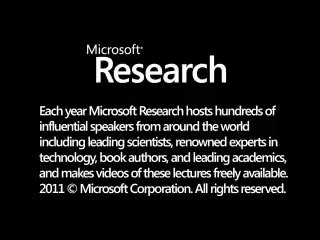 Microsoft®
Research
Each year Microsoft Research hosts hundreds of
influential speakers from around the world
including leading scientists, renowned experts in
technology, book authors, and leading academics,
and makes videos of these lectures freely available.
2011 © Microsoft Corporation. All rights reserved.